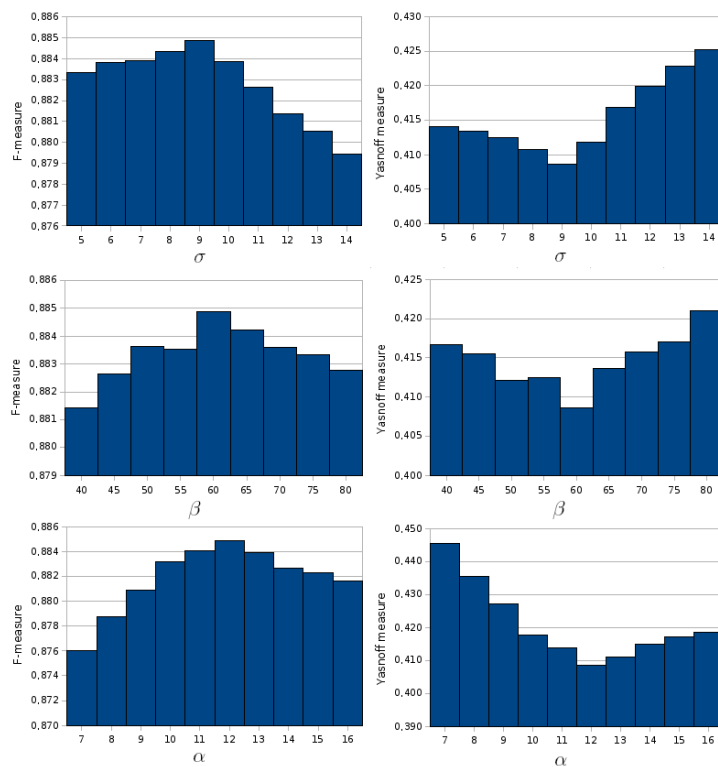 0,886
0,885
0,884
0,883
0,882
0,881
0,880
0,879
0,878
0,877
0,876
F-measure
5 6 7 8 9 10 11 12 13 14
σ
0,430
0,425
0,420
0,415
0,410
0,405
0,400
Yasnoff measure
5 6 7 8 9 10 11 12 13 14
σ
0,886
0,885
0,884
0,883
0,882
0,881
0,880
0,879
F-measure
40 45 50 55 60 65 70 75 80
β
0,425
0,420
0,415
0,410
0,405
0,400
Yasnoff measure
40 45 50 55 60 65 70 75 80
β
0,886
0,884
0,882
0,880
0,878
0,876
0,874
0,872
0,870
F-measure
7 8 9 10 11 12 13 14 15 16
α
0,450
0,440
0,430
0,420
0,410
0,400
0,390
Yasnoff measure
7 8 9 10 11 12 13 14 15 16
α